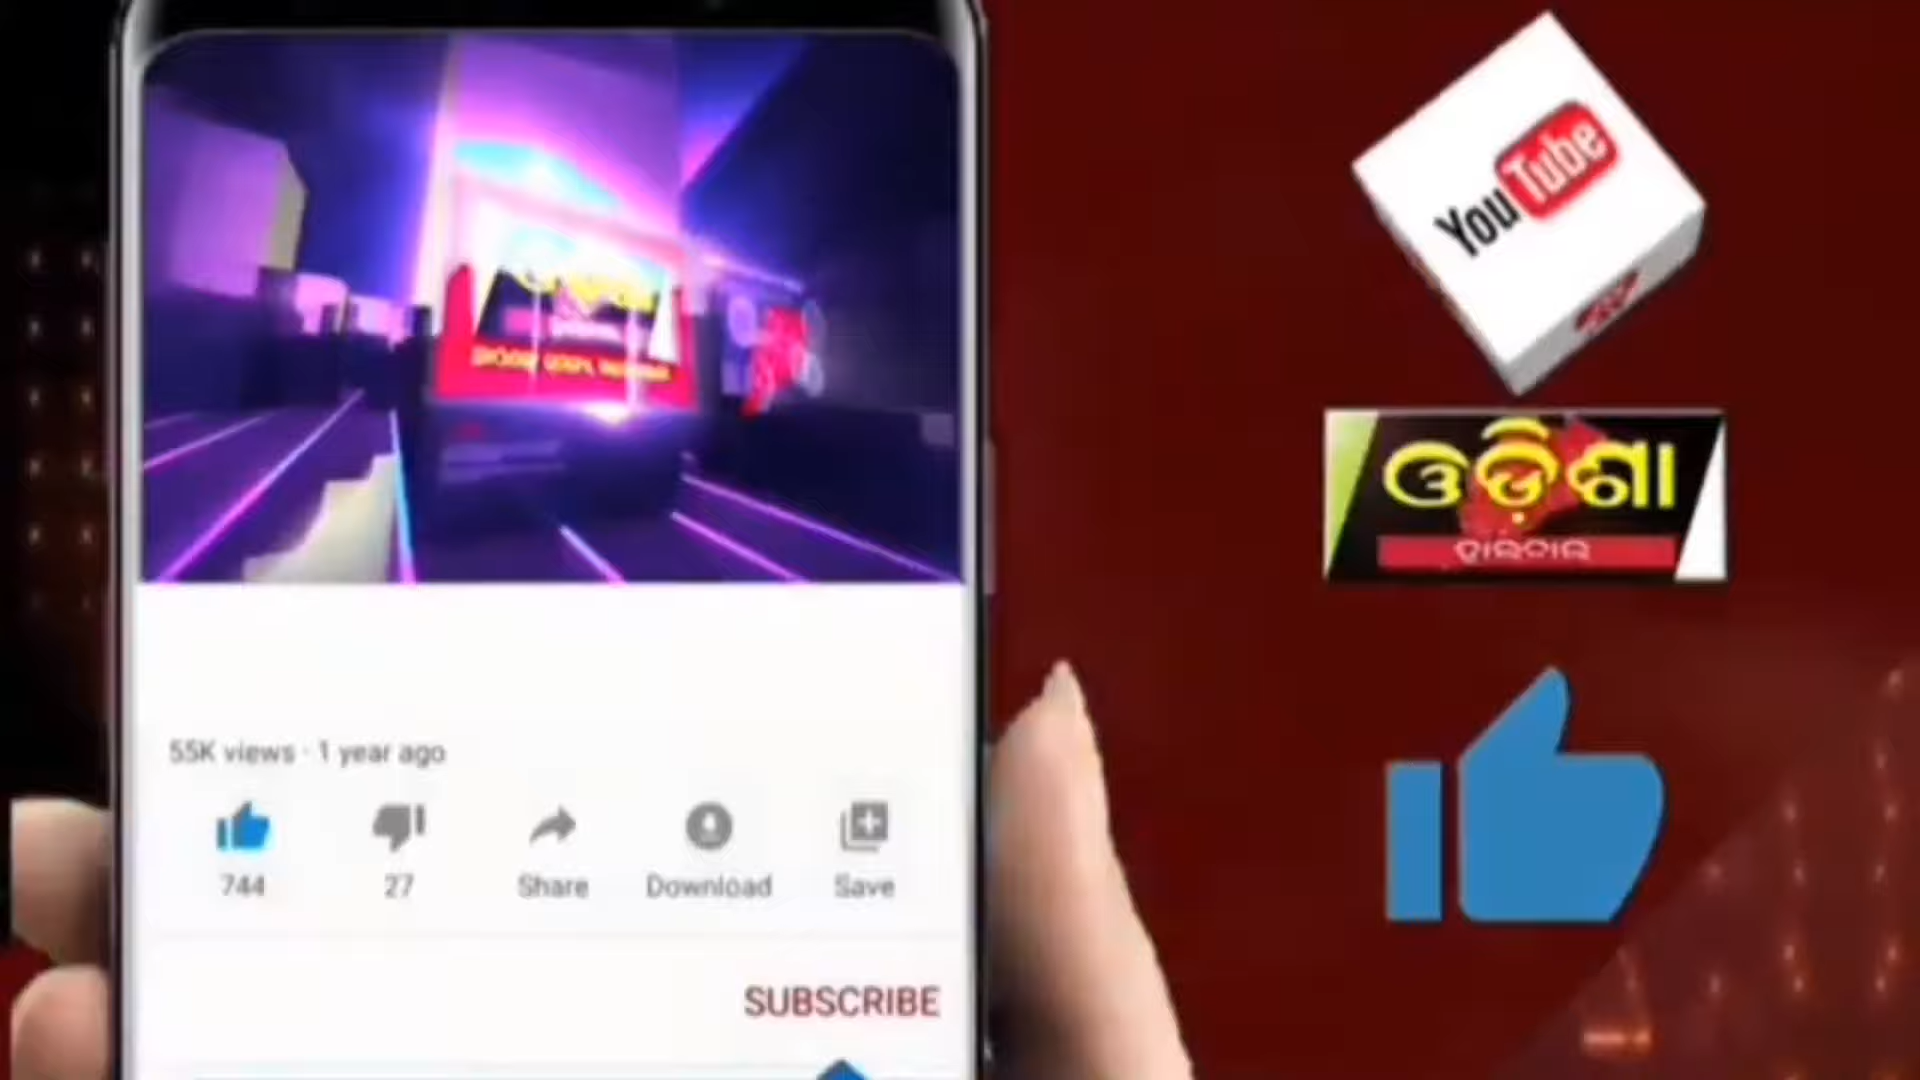 55K views · 1 year ago
744
27
Share
Download
Save
SUBSCRIBE
YouTube
ଓଡ଼ିଶା